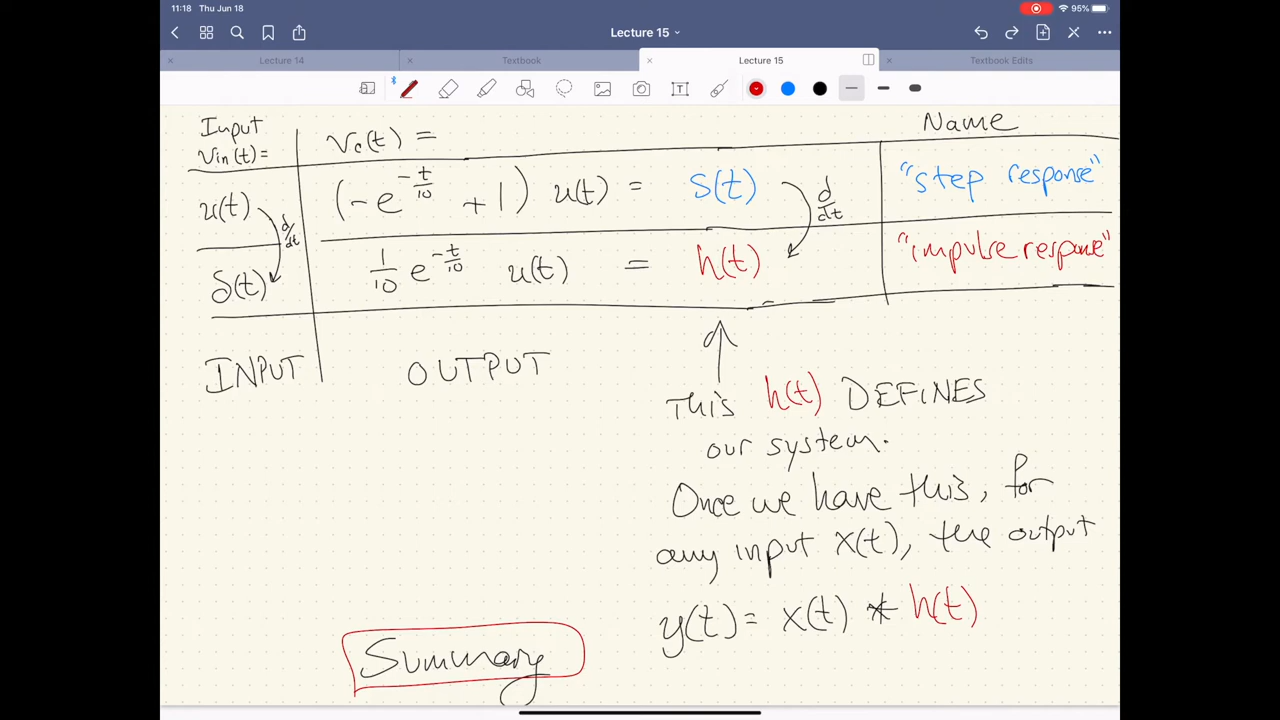 11:18 Thu Jun 18
95%
Lecture 15
Lecture 14
Textbook
Lecture 15
Textbook Edits
Input
Vin(t)=
Vc(t) =
Name
u(t)
d/dt
(-e^{-t/10} + 1) u(t) = s(t)
d/dt
"step response"
δ(t)
1/10 e^{-t/10} u(t) = h(t)
"impulse response"
INPUT
OUTPUT
This h(t) DEFINES
our system.
Once we have this, for
any input x(t), the output
y(t) = x(t) * h(t)
Summary